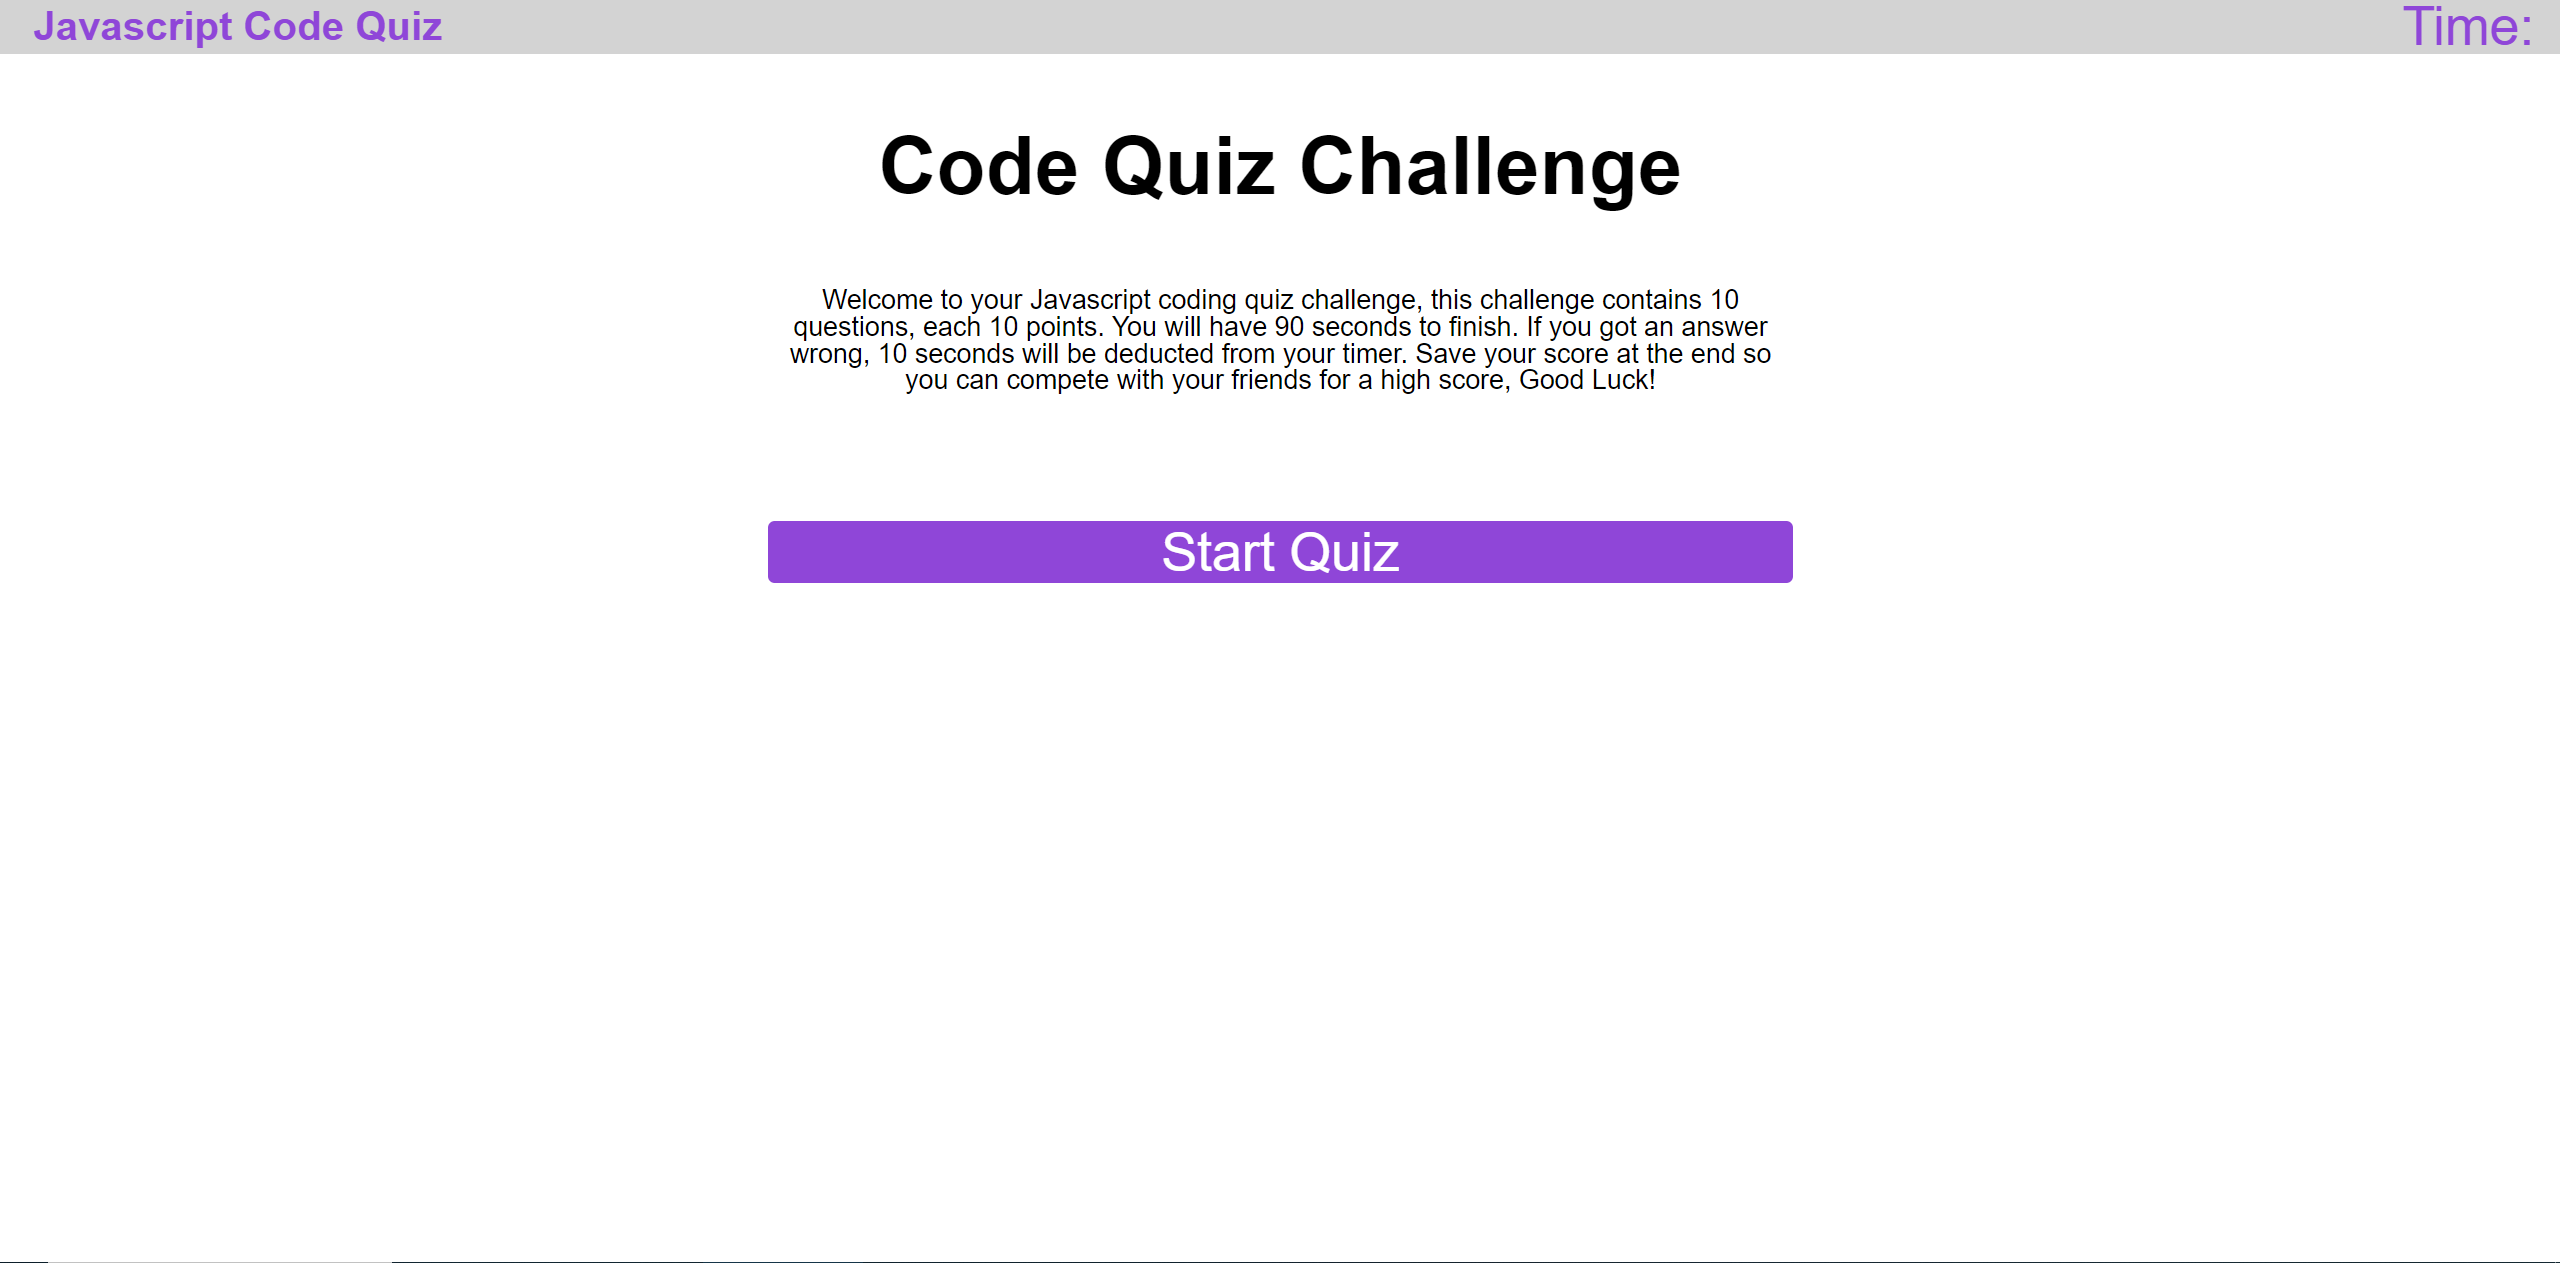 Javascript Code Quiz
Time:
Code Quiz Challenge
Welcome to your Javascript coding quiz challenge, this challenge contains 10
questions, each 10 points. You will have 90 seconds to finish. If you got an answer
wrong, 10 seconds will be deducted from your timer. Save your score at the end so
you can compete with your friends for a high score, Good Luck!
Start Quiz